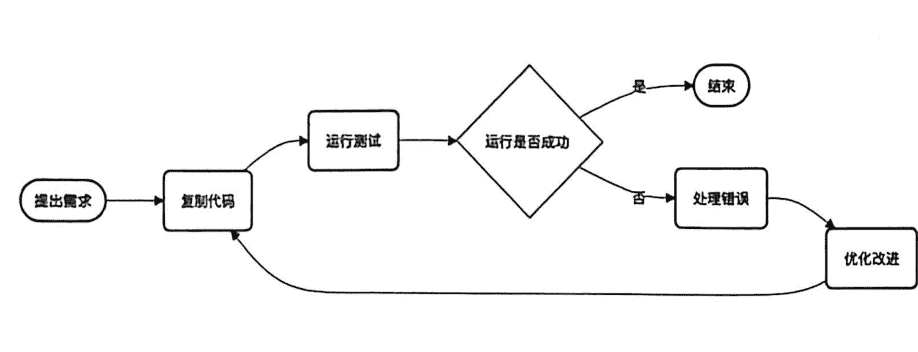 提出需求
复制代码
运行测试
运行是否成功
是
结束
否
处理错误
优化改进